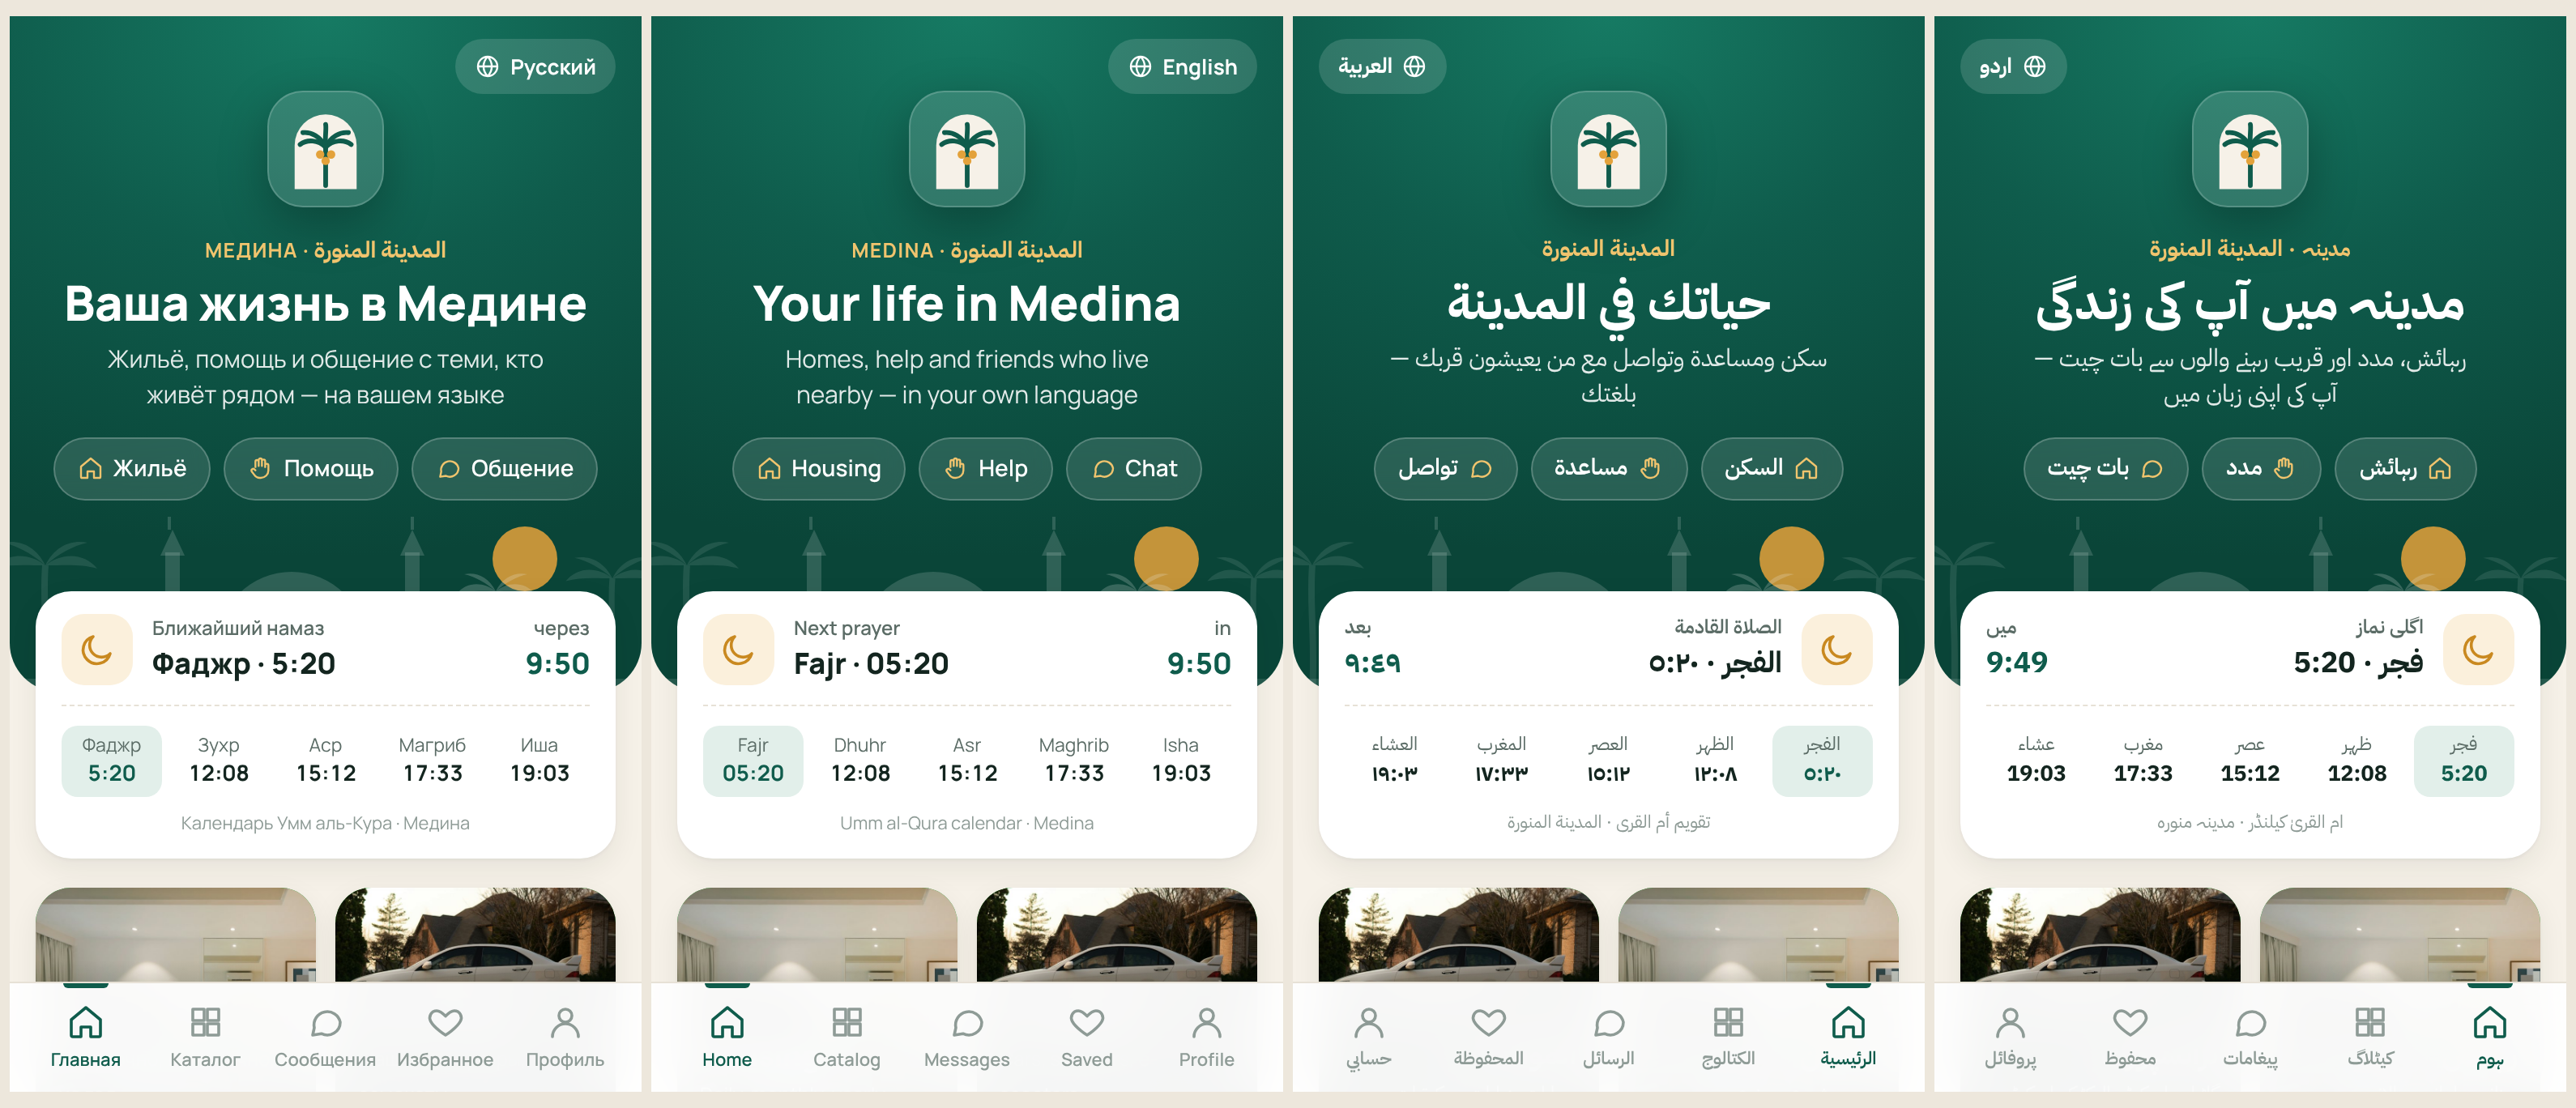 Русский
МЕДИНА · المدينة المنورة
Ваша жизнь в Медине
Жильё, помощь и общение с теми, кто
живёт рядом — на вашем языке
Жильё Помощь Общение
Ближайший намаз через
Фаджр · 5:20 9:50
Фаджр Зухр Аср Магриб Иша
5:20 12:08 15:12 17:33 19:03
Календарь Умм аль-Кура · Медина
Главная Каталог Сообщения Избранное Профиль
English
MEDINA · المدينة المنورة
Your life in Medina
Homes, help and friends who live
nearby — in your own language
Housing Help Chat
Next prayer in
Fajr · 05:20 9:50
Fajr Dhuhr Asr Maghrib Isha
05:20 12:08 15:12 17:33 19:03
Umm al-Qura calendar · Medina
Home Catalog Messages Saved Profile
العربية
المدينة المنورة
حياتك في المدينة
سكن ومساعدة وتواصل مع من يعيشون قربك —
بلغتك
السكن مساعدة تواصل
الصلاة القادمة بعد
الفجر · ٠٥:٢٠ ٩:٤٩
الفجر الظهر العصر المغرب العشاء
٠٥:٢٠ ١٢:٠٨ ١٥:١٢ ١٧:٣٣ ١٩:٠٣
تقويم أم القرى · المدينة المنورة
الرئيسية الكتالوج الرسائل المحفوظة حسابي
اردو
مدینہ · المدينة المنورة
مدینہ میں آپ کی زندگی
رہائش، مدد اور قریب رہنے والوں سے بات چیت —
آپ کی اپنی زبان میں
رہائش مدد بات چیت
اگلی نماز میں
فجر · 5:20 9:49
فجر ظہر عصر مغرب عشاء
5:20 12:08 15:12 17:33 19:03
ام القریٰ کیلنڈر · مدینہ منورہ
ہوم کیٹلاگ پیغامات محفوظ پروفائل